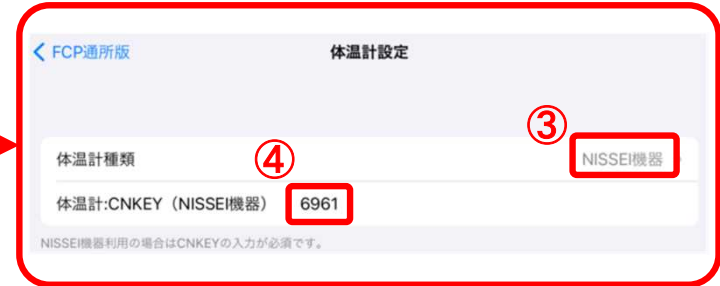 FCP通所版
体温計設定
③
体温計種類
NISSEI機器
④
体温計:CNKEY（NISSEI機器）
6961
NISSEI機器利用の場合はCNKEYの入力が必須です。